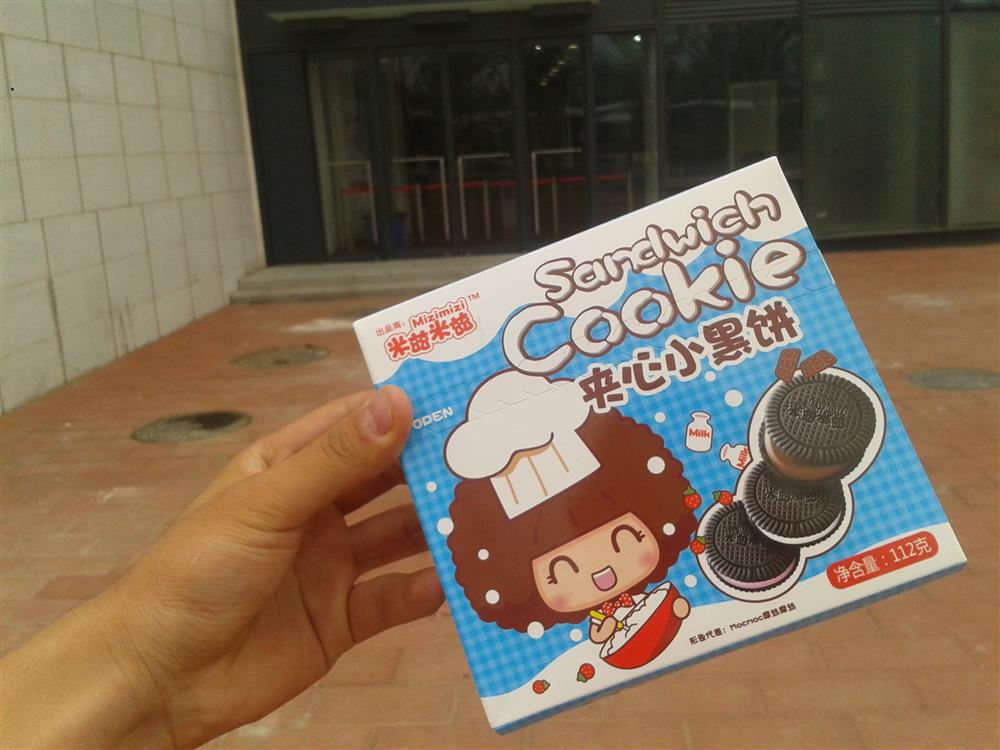 出品商：
Mizimizi™
米兹米兹
Sandwich
Cookie
夹心小黑饼
ODEN
Milk
Milk
净含量：112克
形象代表：Mocmoc摩丝摩丝